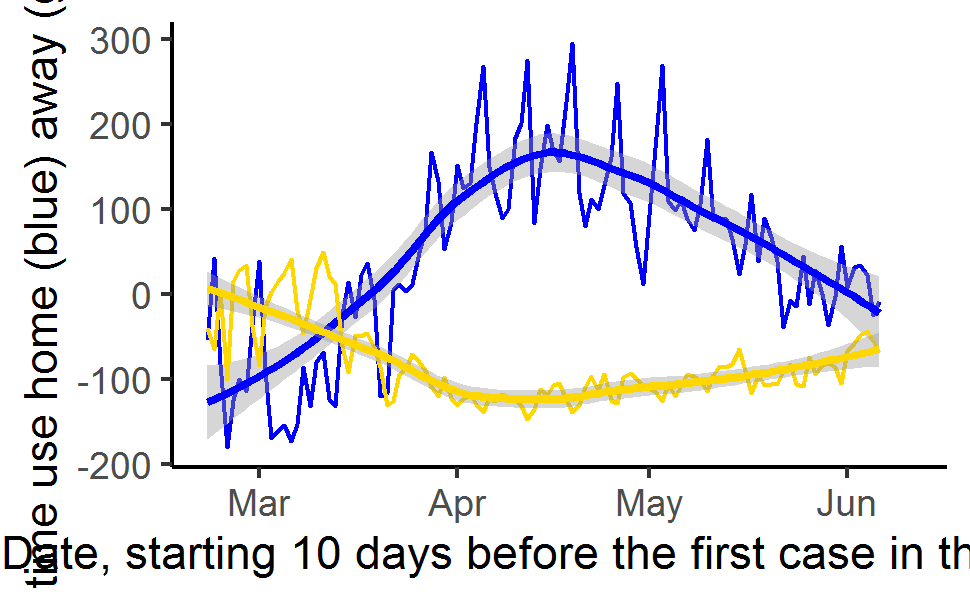 time use home (blue) away (
300
200
100
0
-100
-200
Mar Apr May Jun
Date, starting 10 days before the first case in th